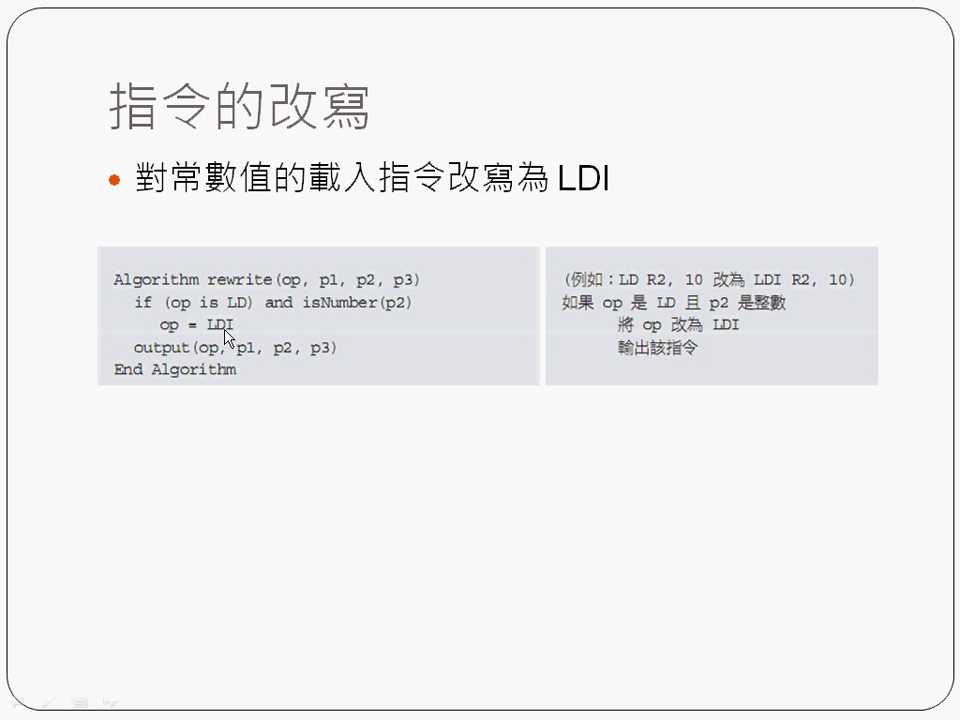 指令的改寫
對常數值的載入指令改寫為 LDI
Algorithm rewrite(op, p1, p2, p3)
if (op is LD) and isNumber(p2)
op = LDI
output(op, p1, p2, p3)
End Algorithm
(例如：LD R2, 10 改為 LDI R2, 10)
如果 op 是 LD 且 p2 是整數
將 op 改為 LDI
輸出該指令